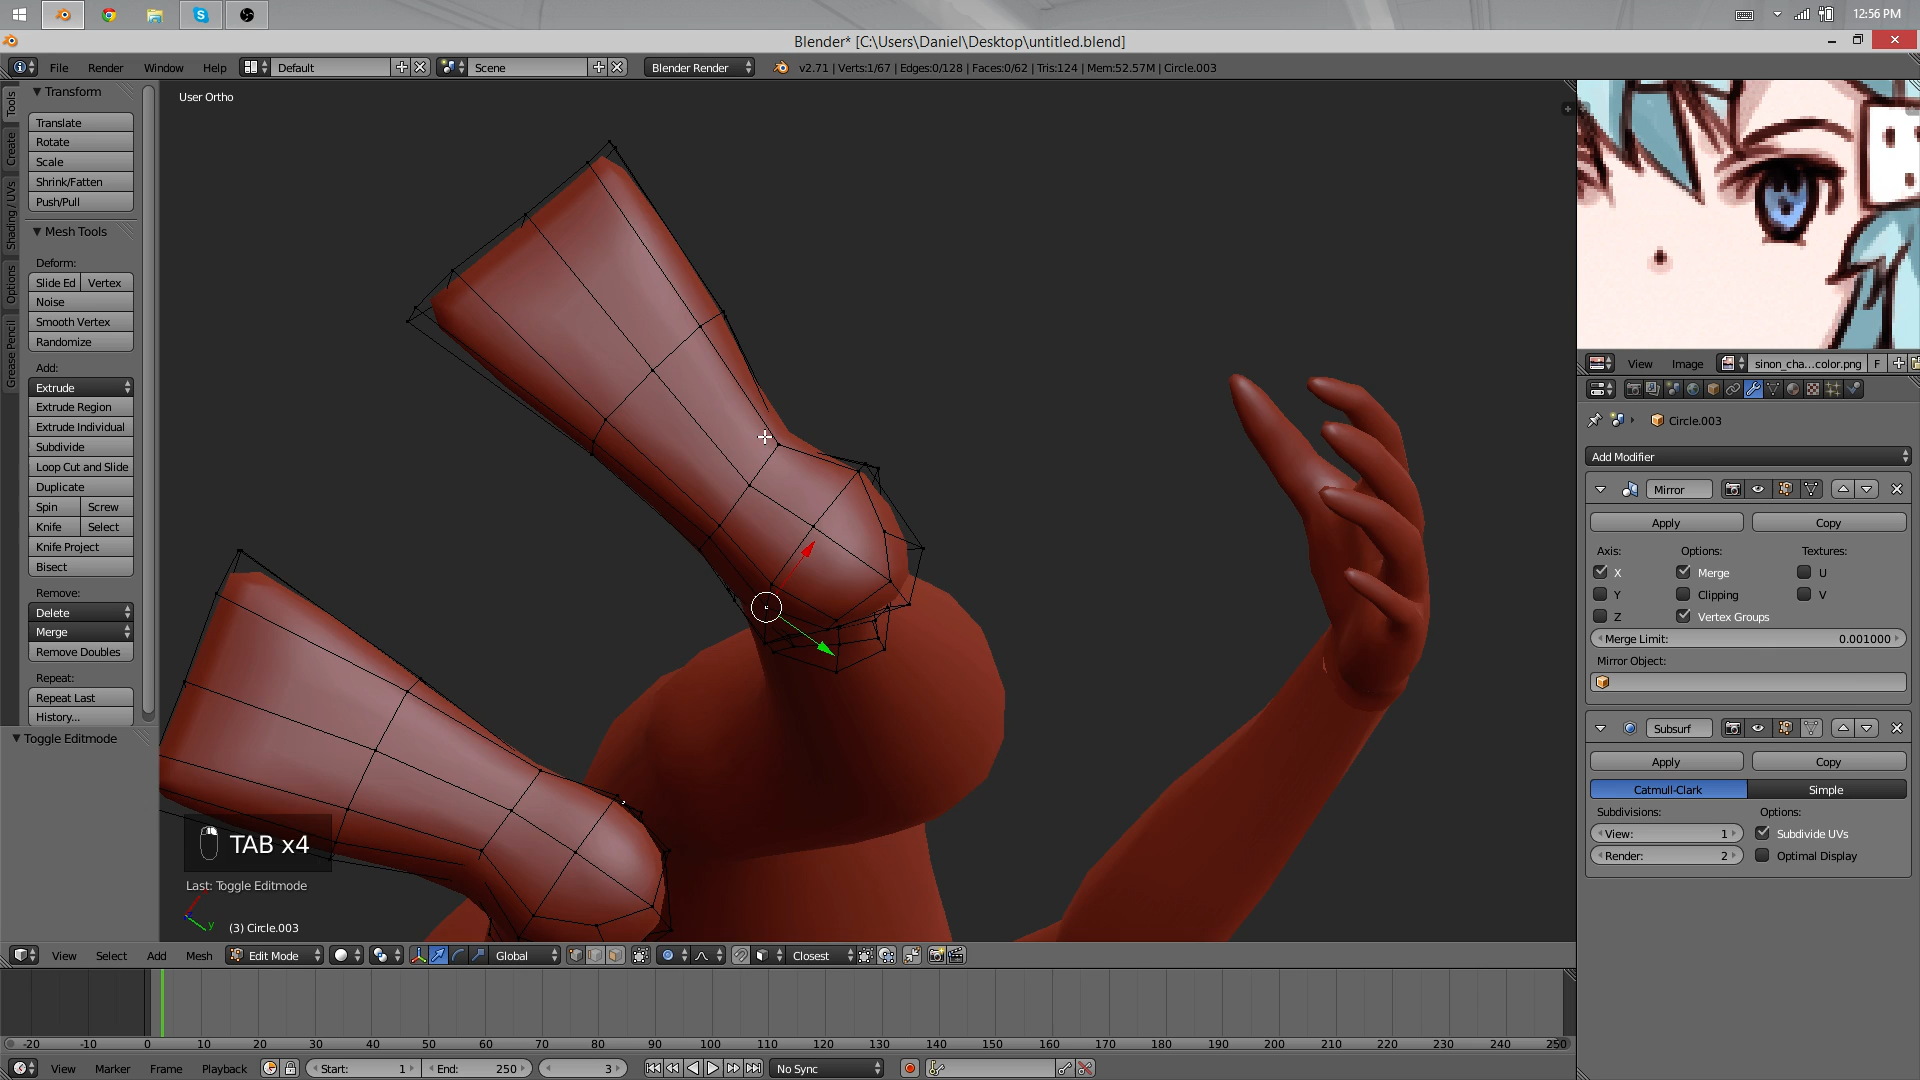 12:56 PM
Blender* [C:\Users\Daniel\Desktop\untitled.blend]
File Render Window Help Default Scene Blender Render v2.71 | Verts:1/67 | Edges:0/128 | Faces:0/62 | Tris:124 | Mem:52.57M | Circle.003
Tools
Create
Shading / UVs
Options
Grease Pencil
Transform
Translate
Rotate
Scale
Shrink/Fatten
Push/Pull
Mesh Tools
Deform:
Slide Ed Vertex
Noise
Smooth Vertex
Randomize
Add:
Extrude
Extrude Region
Extrude Individual
Subdivide
Loop Cut and Slide
Duplicate
Spin Screw
Knife Select
Knife Project
Bisect
Remove:
Delete
Merge
Remove Doubles
Repeat:
Repeat Last
History...
Toggle Editmode
User Ortho
TAB x4
Last: Toggle Editmode
y
(3) Circle.003
View Image sinon_cha...color.png F
Circle.003
Add Modifier
Mirror
Apply Copy
Axis: Options: Textures:
X Merge U
Y Clipping V
Z Vertex Groups
Merge Limit: 0.001000
Mirror Object:
Subsurf
Apply Copy
Catmull-Clark Simple
Subdivisions: Options:
View: 1 Subdivide UVs
Render: 2 Optimal Display
View Select Add Mesh Edit Mode Global Closest
-20 -10 0 10 20 30 40 50 60 70 80 90 100 110 120 130 140 150 160 170 180 190 200 210 220 230 240 250
View Marker Frame Playback Start: 1 End: 250 3 No Sync